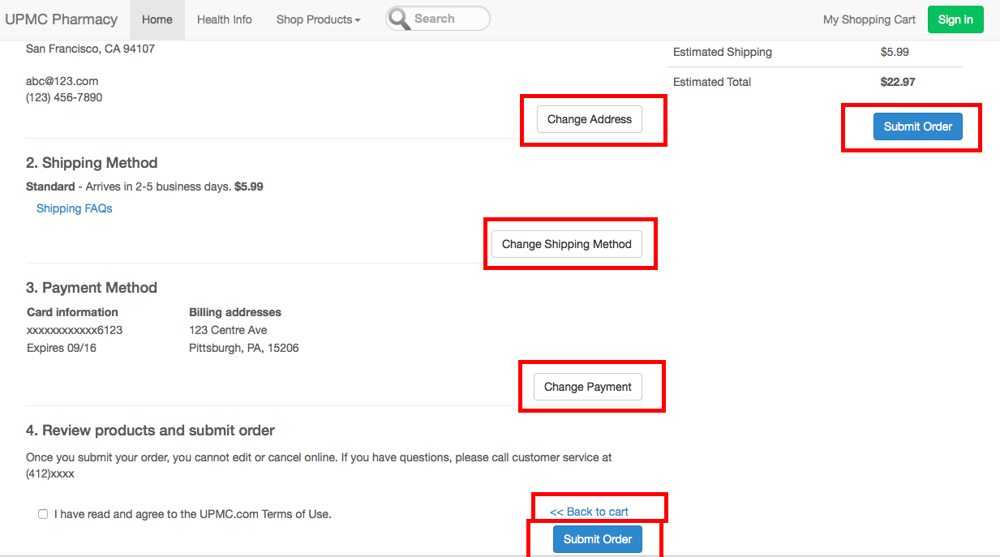 UPMC Pharmacy Home Health Info Shop Products Search My Shopping Cart Sign in
San Francisco, CA 94107
abc@123.com
(123) 456-7890
Change Address
Estimated Shipping $5.99
Estimated Total $22.97
Submit Order
2. Shipping Method
Standard - Arrives in 2-5 business days. $5.99
Shipping FAQs
Change Shipping Method
3. Payment Method
Card information Billing addresses
xxxxxxxxxxxx6123 123 Centre Ave
Expires 09/16 Pittsburgh, PA, 15206
Change Payment
4. Review products and submit order
Once you submit your order, you cannot edit or cancel online. If you have questions, please call customer service at
(412)xxxx
I have read and agree to the UPMC.com Terms of Use.
<< Back to cart
Submit Order